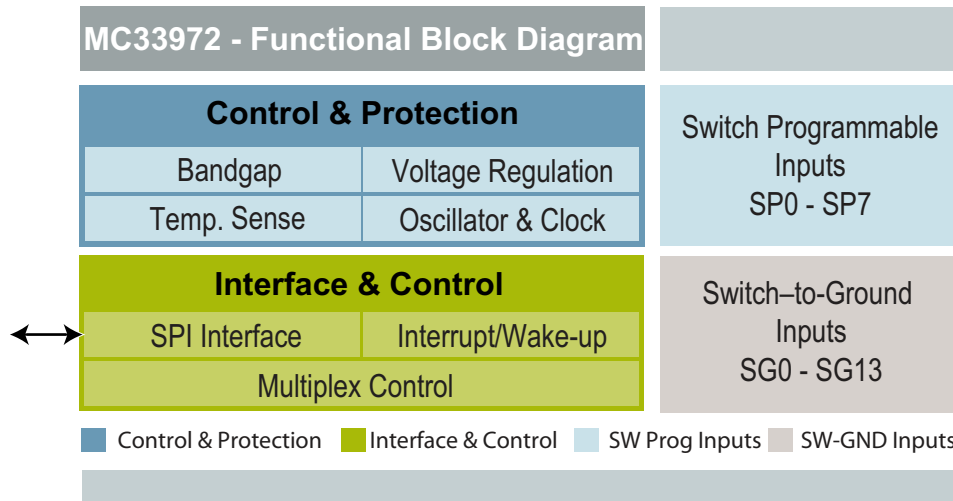 MC33972 - Functional Block Diagram
Control & Protection
Bandgap
Voltage Regulation
Temp. Sense
Oscillator & Clock
Switch Programmable
Inputs
SP0 - SP7
Interface & Control
SPI Interface
Interrupt/Wake-up
Multiplex Control
Switch–to-Ground
Inputs
SG0 - SG13
Control & Protection
Interface & Control
SW Prog Inputs
SW-GND Inputs